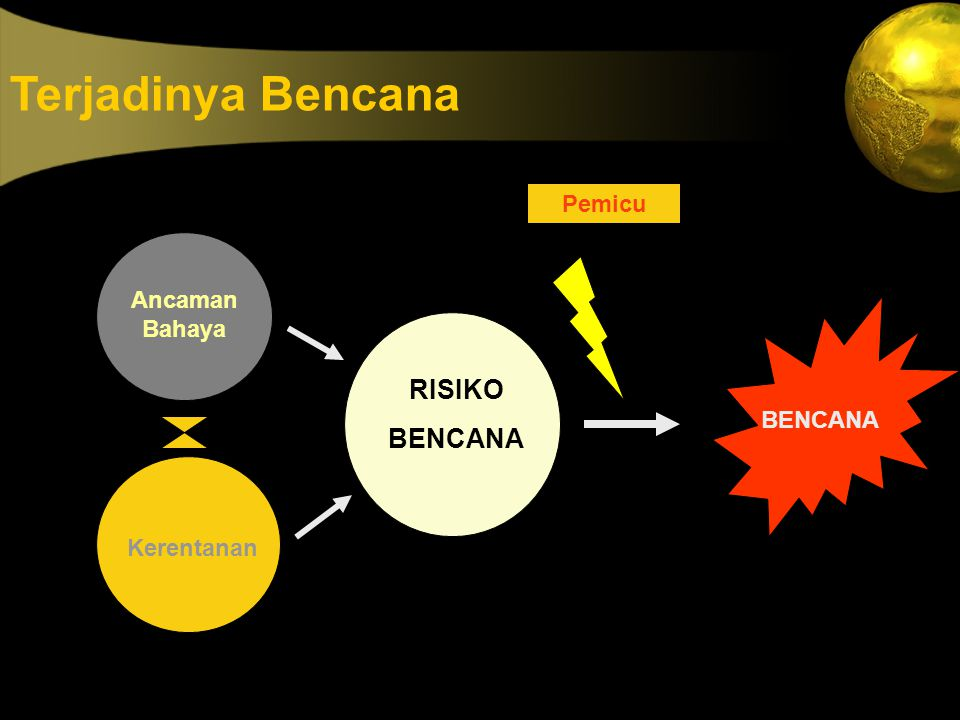 Terjadinya Bencana
Pemicu
Ancaman
Bahaya
RISIKO
BENCANA
BENCANA
Kerentanan